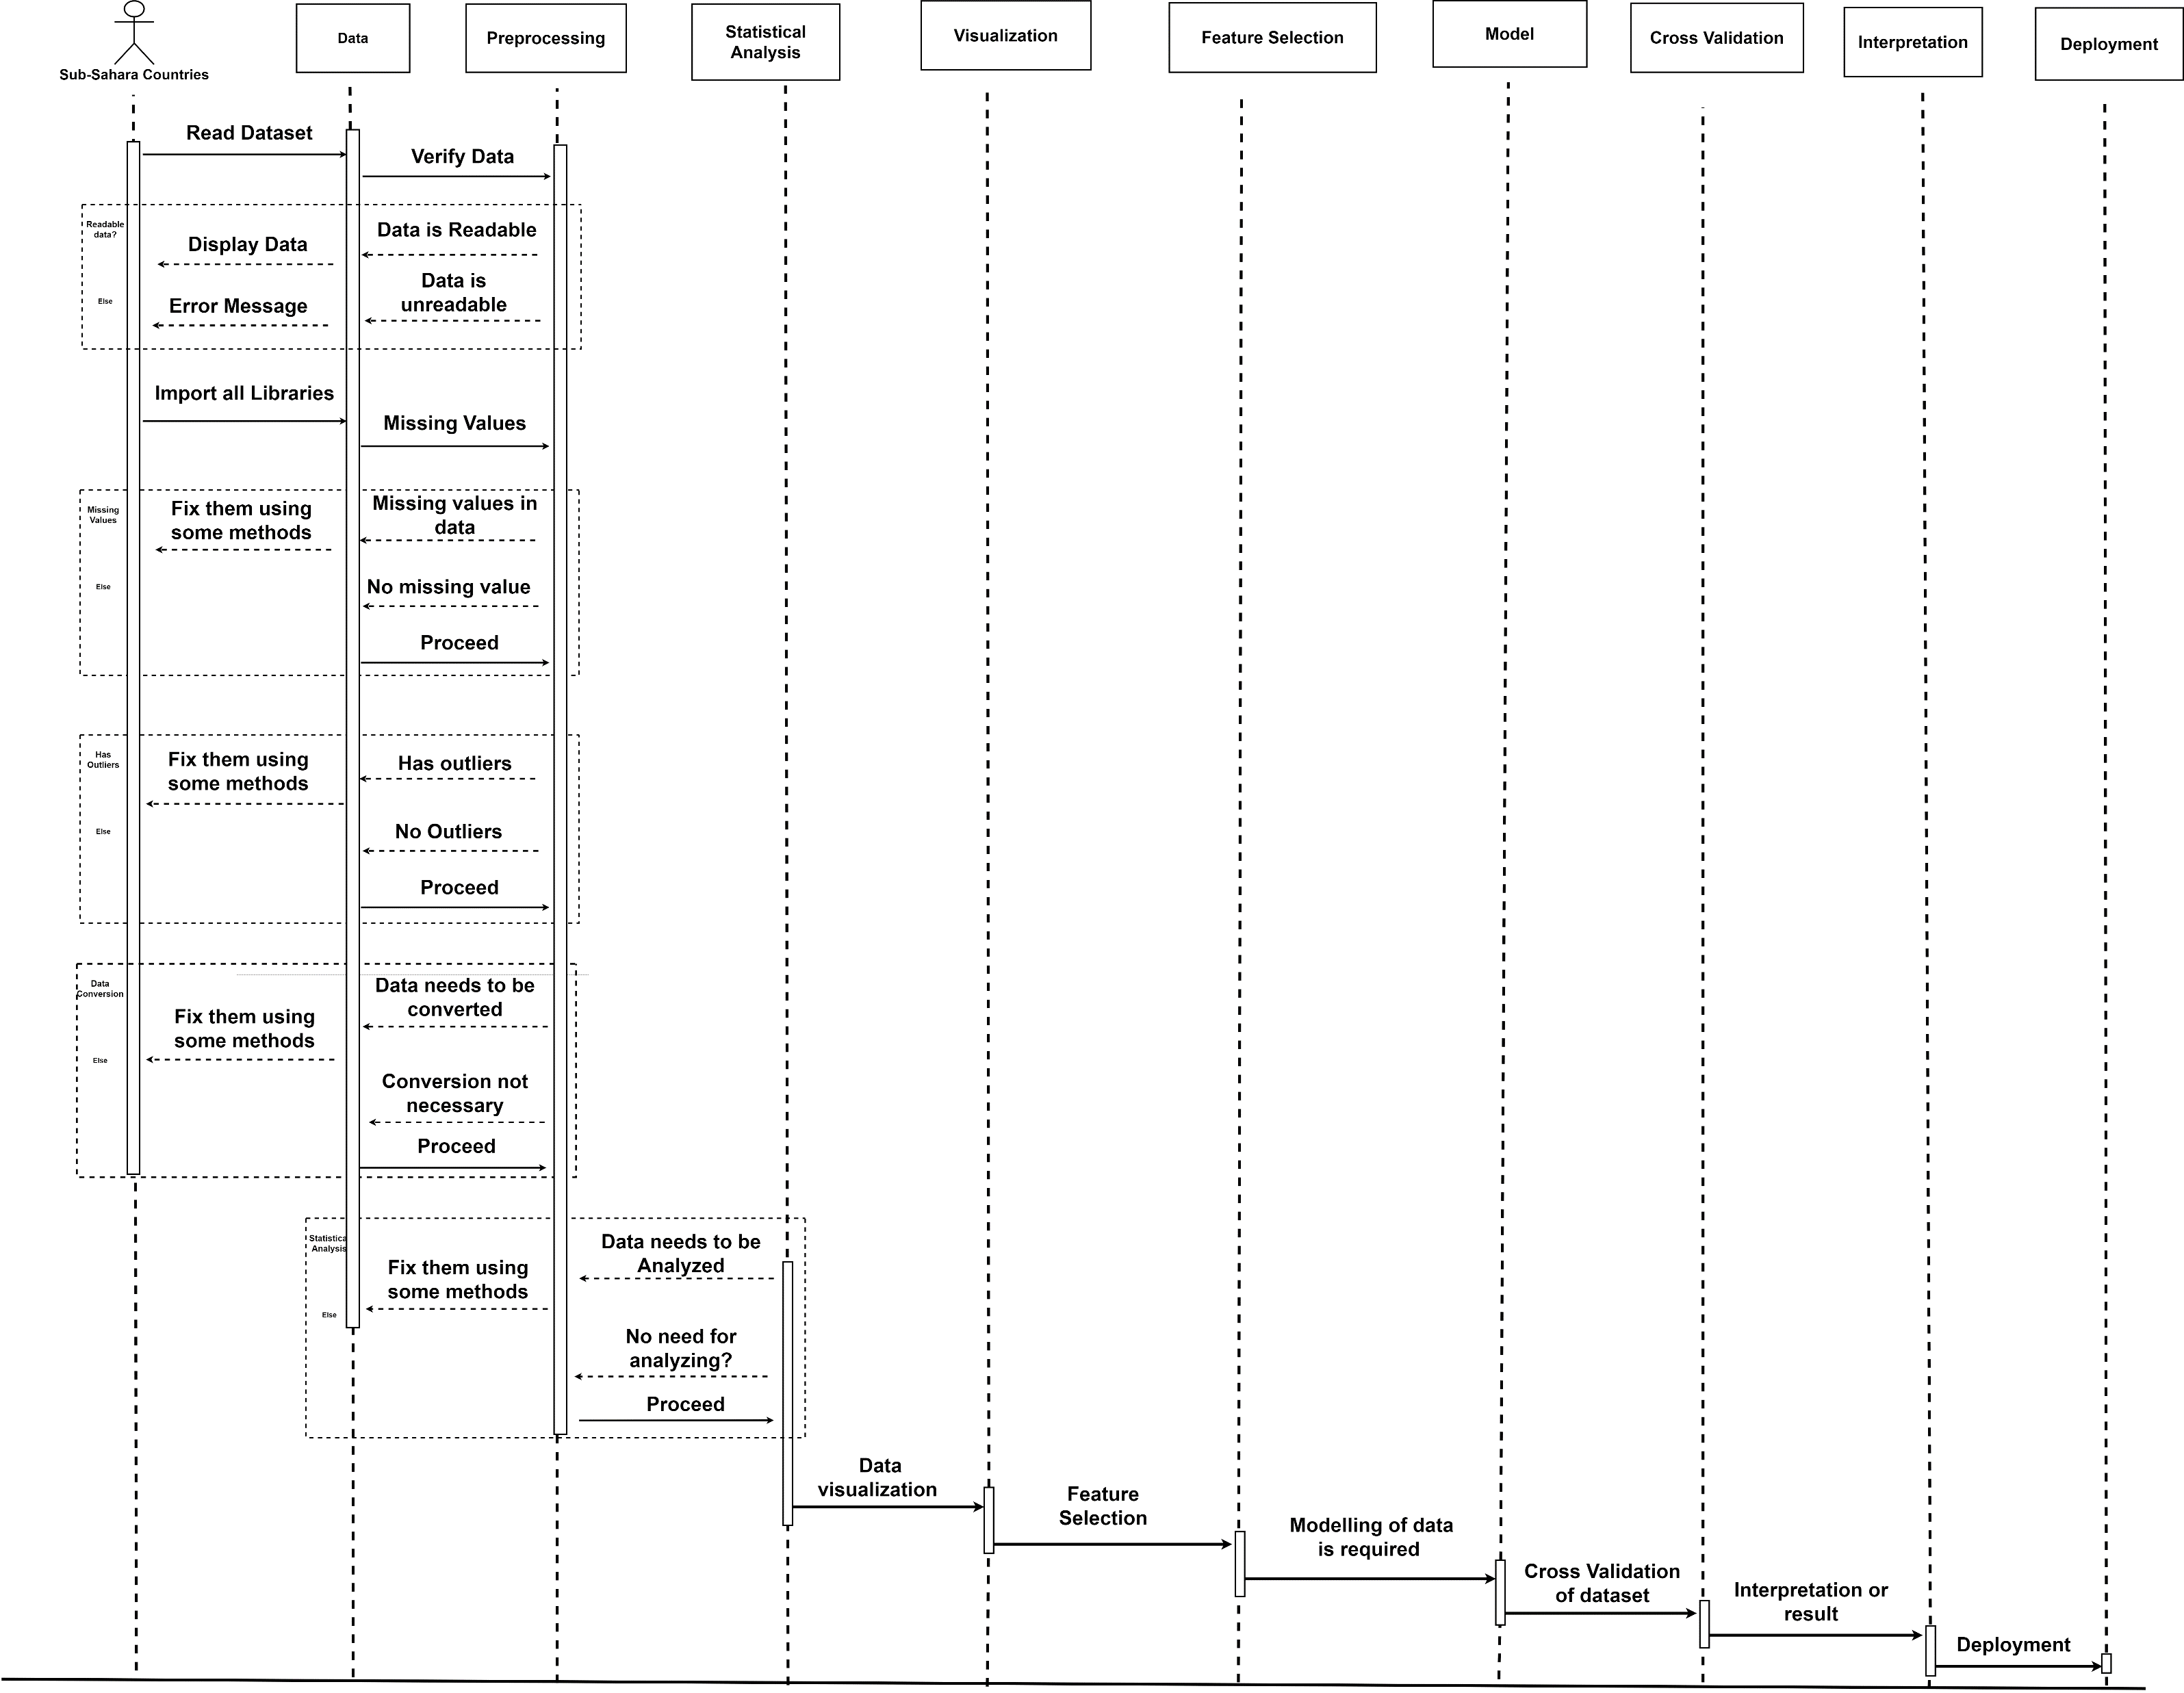 Sub-Sahara Countries
Data
Preprocessing
Statistical
Analysis
Visualization
Feature Selection
Model
Cross Validation
Interpretation
Deployment
Read Dataset
Verify Data
Readable
data?
Display Data
Data is Readable
Else
Error Message
Data is
unreadable
Import all Libraries
Missing Values
Missing
Values
Fix them using
some methods
Missing values in
data
Else
No missing value
Proceed
Has
Outliers
Fix them using
some methods
Has outliers
Else
No Outliers
Proceed
Data
Conversion
Fix them using
some methods
Data needs to be
converted
Else
Conversion not
necessary
Proceed
Statistica
Analysis
Fix them using
some methods
Data needs to be
Analyzed
Else
No need for
analyzing?
Proceed
Data
visualization
Feature
Selection
Modelling of data
is required
Cross Validation
of dataset
Interpretation or
result
Deployment